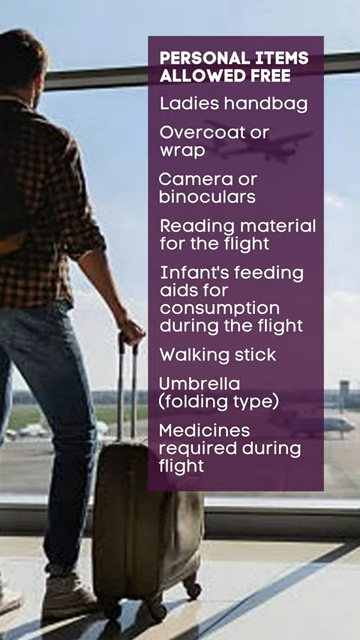 PERSONAL ITEMS
ALLOWED FREE
Ladies handbag
Overcoat or
wrap
Camera or
binoculars
Reading material
for the flight
Infant's feeding
aids for
consumption
during the flight
Walking stick
Umbrella
(folding type)
Medicines
required during
flight